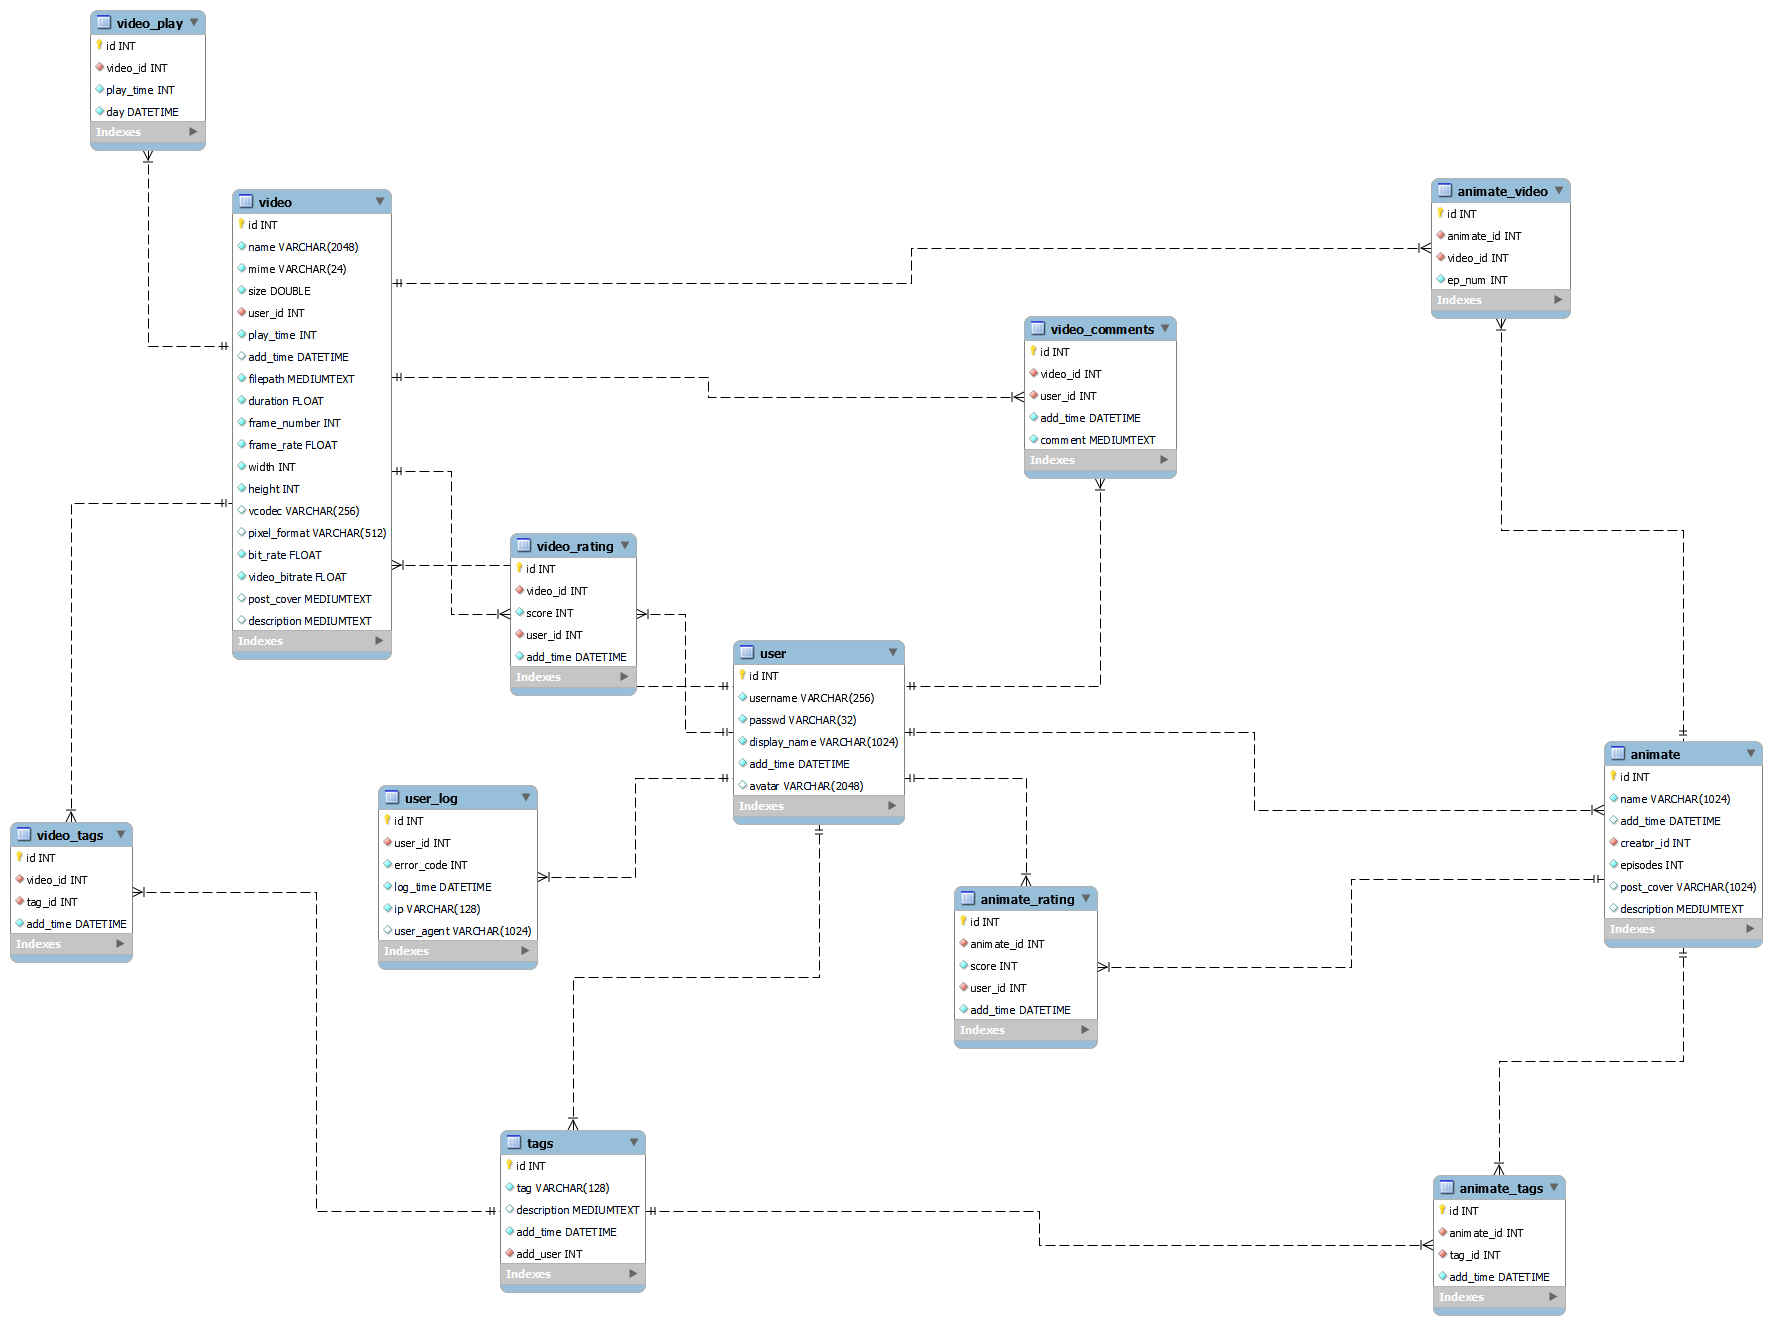 video_play
id INT
video_id INT
play_time INT
day DATETIME
Indexes
video
id INT
name VARCHAR(2048)
mime VARCHAR(24)
size DOUBLE
user_id INT
play_time INT
add_time DATETIME
filepath MEDIUMTEXT
duration FLOAT
frame_number INT
frame_rate FLOAT
width INT
height INT
vcodec VARCHAR(256)
pixel_format VARCHAR(512)
bit_rate FLOAT
video_bitrate FLOAT
post_cover MEDIUMTEXT
description MEDIUMTEXT
Indexes
animate_video
id INT
animate_id INT
video_id INT
ep_num INT
Indexes
video_comments
id INT
video_id INT
user_id INT
add_time DATETIME
comment MEDIUMTEXT
Indexes
video_rating
id INT
video_id INT
score INT
user_id INT
add_time DATETIME
Indexes
user
id INT
username VARCHAR(256)
passwd VARCHAR(32)
display_name VARCHAR(1024)
add_time DATETIME
avatar VARCHAR(2048)
Indexes
animate
id INT
name VARCHAR(1024)
add_time DATETIME
creator_id INT
episodes INT
post_cover VARCHAR(1024)
description MEDIUMTEXT
Indexes
user_log
id INT
user_id INT
error_code INT
log_time DATETIME
ip VARCHAR(128)
user_agent VARCHAR(1024)
Indexes
video_tags
id INT
video_id INT
tag_id INT
add_time DATETIME
Indexes
animate_rating
id INT
animate_id INT
score INT
user_id INT
add_time DATETIME
Indexes
tags
id INT
tag VARCHAR(128)
description MEDIUMTEXT
add_time DATETIME
add_user INT
Indexes
animate_tags
id INT
animate_id INT
tag_id INT
add_time DATETIME
Indexes